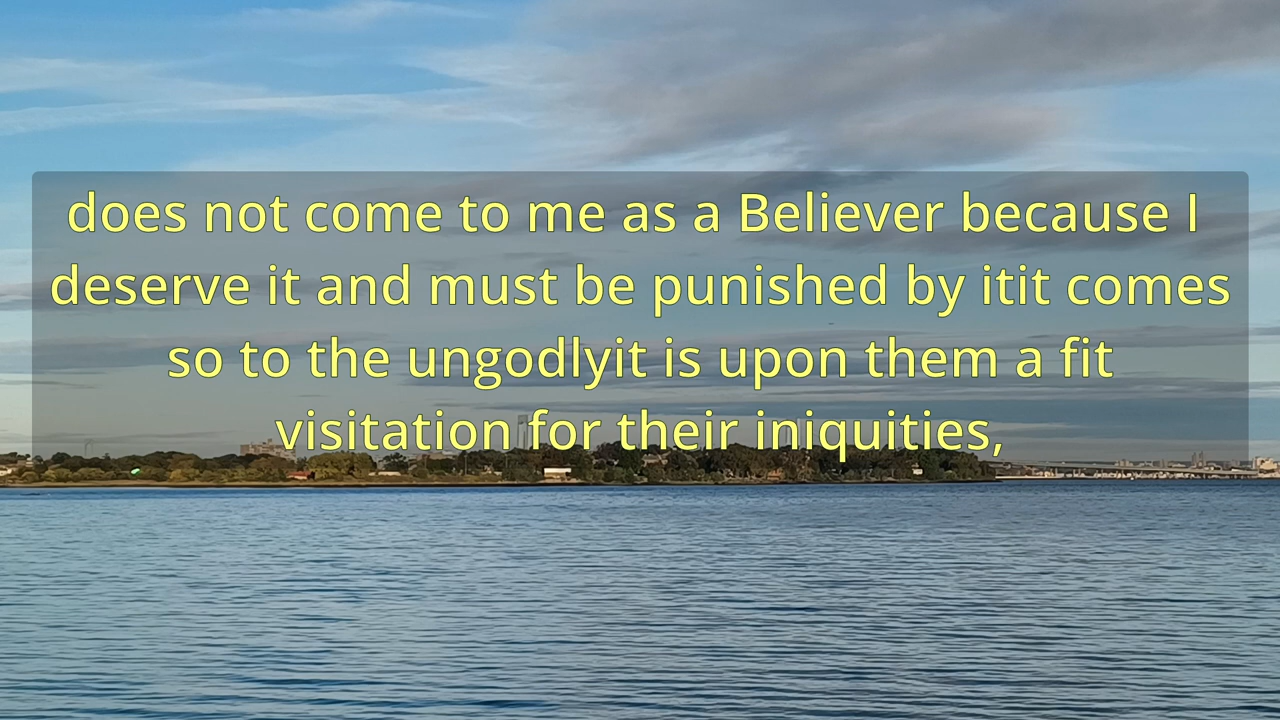 does not come to me as a Believer because I
deserve it and must be punished by itit comes
so to the ungodlyit is upon them a fit
visitation for their iniquities,